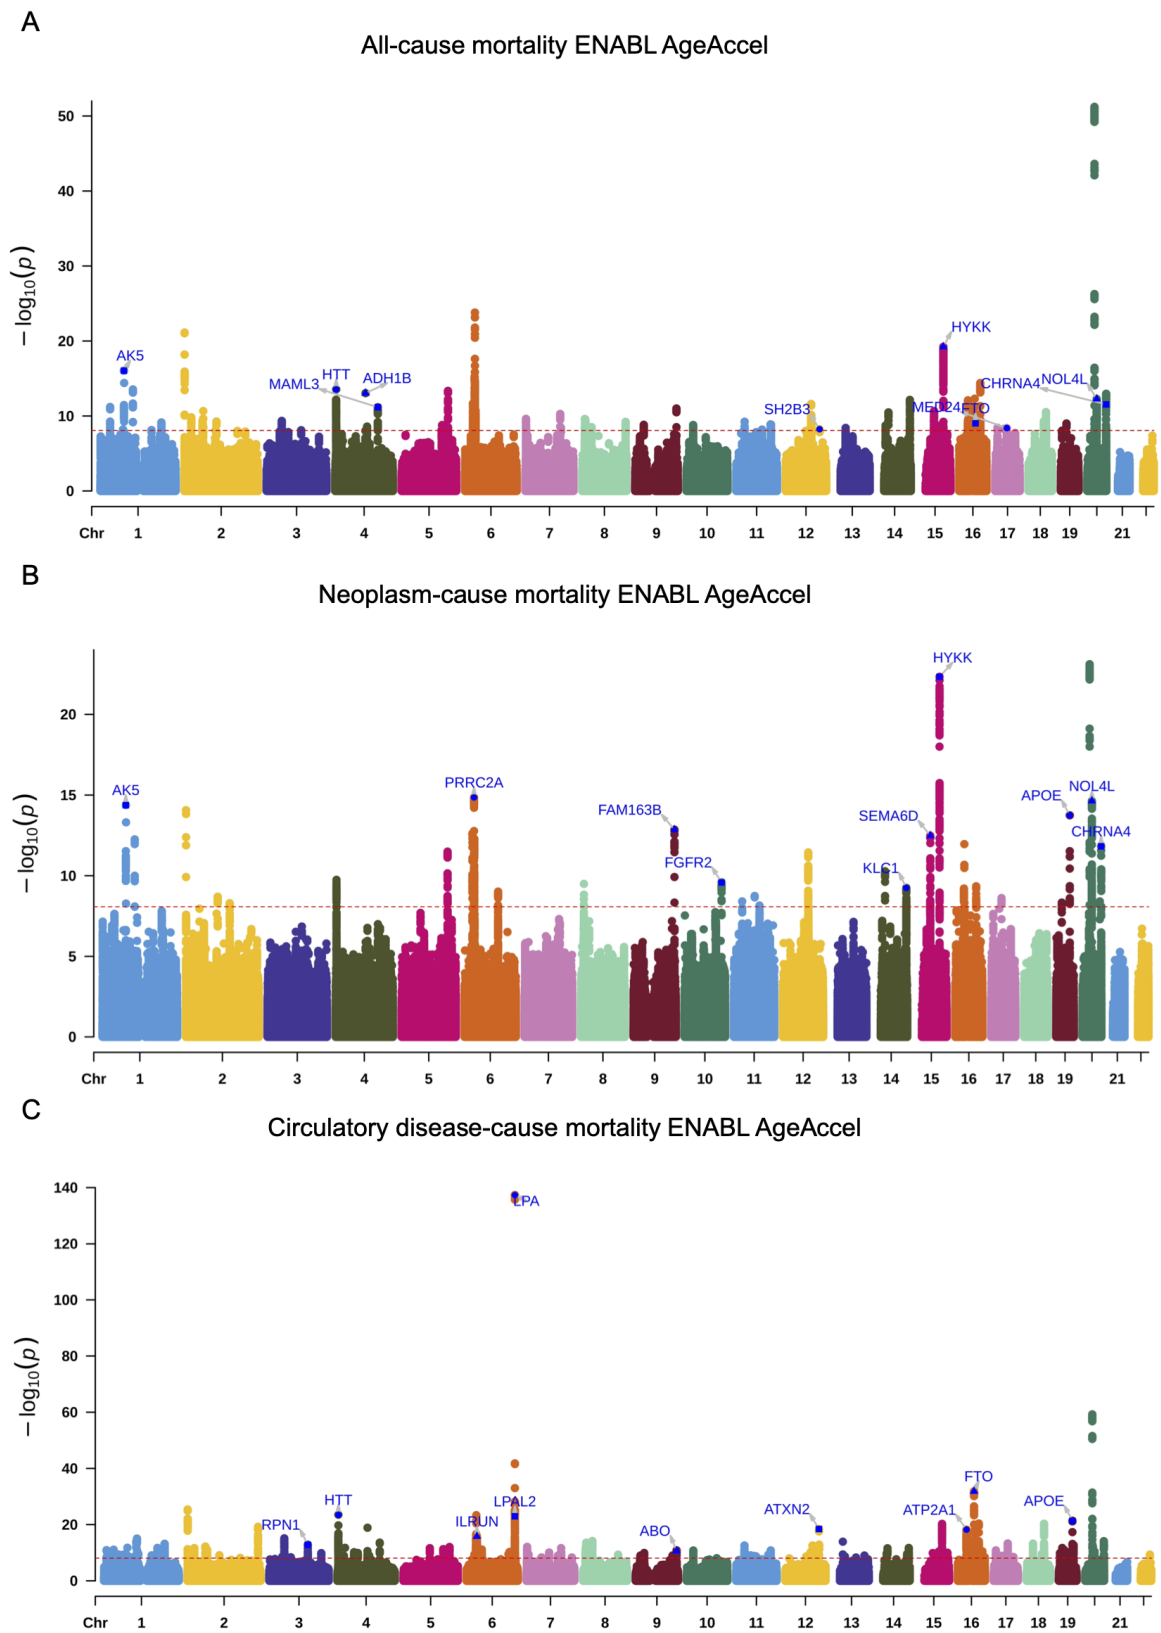 A
All-cause mortality ENABL AgeAccel
− log10(p)
50
40
30
20
10
0
AK5
MAML3
HTT
ADH1B
SH2B3
HYKK
MED24
FTO
CHRNA4
NOL4L
Chr 1 2 3 4 5 6 7 8 9 10 11 12 13 14 15 16 17 18 19 21
B
Neoplasm-cause mortality ENABL AgeAccel
− log10(p)
20
15
10
5
0
AK5
PRRC2A
FAM163B
FGFR2
KLC1
SEMA6D
HYKK
APOE
NOL4L
CHRNA4
Chr 1 2 3 4 5 6 7 8 9 10 11 12 13 14 15 16 17 18 19 21
C
Circulatory disease-cause mortality ENABL AgeAccel
− log10(p)
140
120
100
80
60
40
20
0
LPA
RPN1
HTT
ILRUN
LPAL2
ABO
ATXN2
ATP2A1
FTO
APOE
Chr 1 2 3 4 5 6 7 8 9 10 11 12 13 14 15 16 17 18 19 21